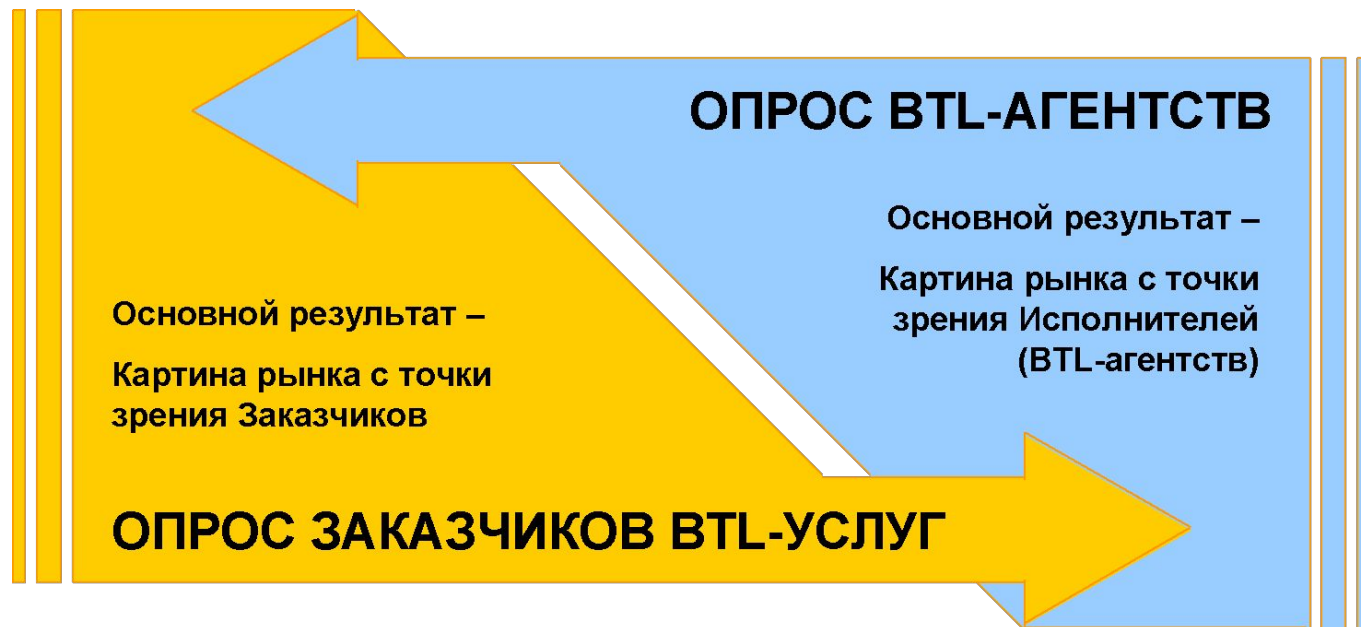 ОПРОС BTL-АГЕНТСТВ
Основной результат –
Картина рынка с точки
зрения Исполнителей
(BTL-агентств)
Основной результат –
Картина рынка с точки
зрения Заказчиков
ОПРОС ЗАКАЗЧИКОВ BTL-УСЛУГ